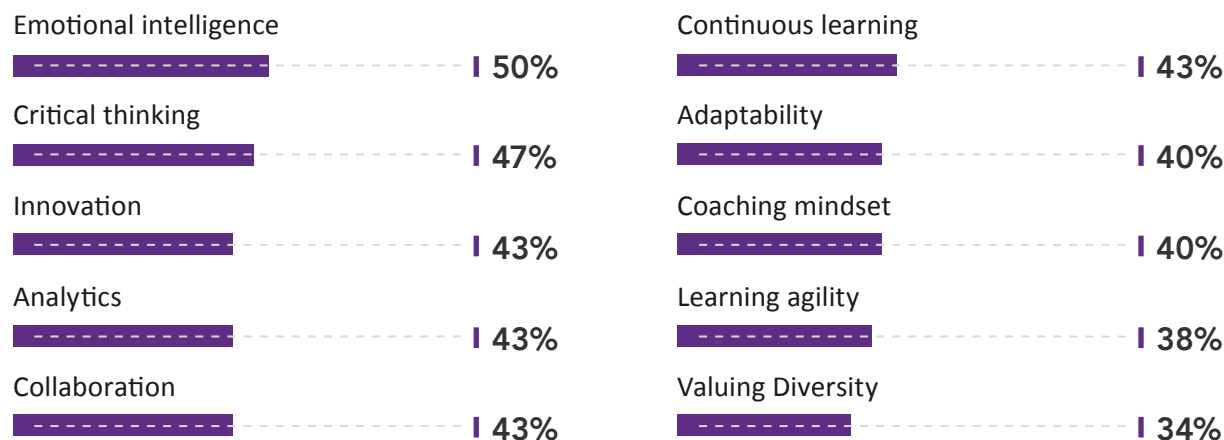 Emotional intelligence
50%
Critical thinking
47%
Innovation
43%
Analytics
43%
Collaboration
43%
Continuous learning
43%
Adaptability
40%
Coaching mindset
40%
Learning agility
38%
Valuing Diversity
34%